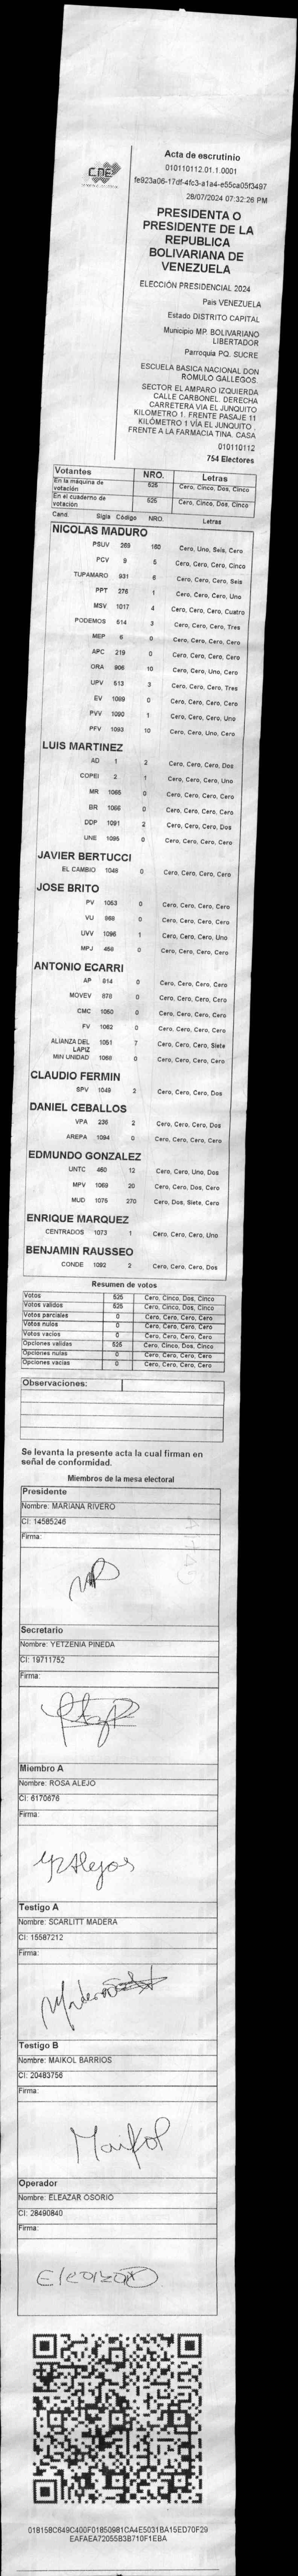 CNE
Acta de escrutinio
010110112.01.1.0001
fe923a06-17df-4fc3-a1a4-e55ca05f3497
28/07/2024 07:32:26 PM
PRESIDENTA O
PRESIDENTE DE LA
REPUBLICA
BOLIVARIANA DE
VENEZUELA
ELECCIÓN PRESIDENCIAL 2024
País VENEZUELA
Estado DISTRITO CAPITAL
Municipio MP. BOLIVARIANO
LIBERTADOR
Parroquia PQ. SUCRE
ESCUELA BASICA NACIONAL DON
ROMULO GALLEGOS.
SECTOR EL AMPARO IZQUIERDA
CALLE CARBONEL. DERECHA
CARRETERA VIA EL JUNQUITO
KILOMETRO 1. FRENTE PASAJE 11
KILÓMETRO 1 VÍA EL JUNQUITO .
FRENTE A LA FARMACIA TINA. CASA
010110112
754 Electores
Votantes NRO. Letras
En la máquina de votación 525 Cero, Cinco, Dos, Cinco
En el cuaderno de votación 525 Cero, Cinco, Dos, Cinco
Cand. Sigla Código NRO. Letras
NICOLAS MADURO
PSUV 269 160 Cero, Uno, Seis, Cero
PCV 9 5 Cero, Cero, Cero, Cinco
TUPAMARO 931 6 Cero, Cero, Cero, Seis
PPT 276 1 Cero, Cero, Cero, Uno
MSV 1017 4 Cero, Cero, Cero, Cuatro
PODEMOS 514 3 Cero, Cero, Cero, Tres
MEP 6 0 Cero, Cero, Cero, Cero
APC 219 0 Cero, Cero, Cero, Cero
ORA 906 10 Cero, Cero, Uno, Cero
UPV 513 3 Cero, Cero, Cero, Tres
EV 1089 0 Cero, Cero, Cero, Cero
PVV 1090 1 Cero, Cero, Cero, Uno
PFV 1093 10 Cero, Cero, Uno, Cero
LUIS MARTINEZ
AD 1 2 Cero, Cero, Cero, Dos
COPEI 2 1 Cero, Cero, Cero, Uno
MR 1065 0 Cero, Cero, Cero, Cero
BR 1066 0 Cero, Cero, Cero, Cero
DDP 1091 2 Cero, Cero, Cero, Dos
UNE 1095 0 Cero, Cero, Cero, Cero
JAVIER BERTUCCI
EL CAMBIO 1048 0 Cero, Cero, Cero, Cero
JOSE BRITO
PV 1053 0 Cero, Cero, Cero, Cero
VU 868 0 Cero, Cero, Cero, Cero
UVV 1096 1 Cero, Cero, Cero, Uno
MPJ 458 0 Cero, Cero, Cero, Cero
ANTONIO ECARRI
AP 814 0 Cero, Cero, Cero, Cero
MOVEV 878 0 Cero, Cero, Cero, Cero
CMC 1050 0 Cero, Cero, Cero, Cero
FV 1062 0 Cero, Cero, Cero, Cero
ALIANZA DEL LAPIZ 1051 7 Cero, Cero, Cero, Siete
MIN UNIDAD 1068 0 Cero, Cero, Cero, Cero
CLAUDIO FERMIN
SPV 1049 2 Cero, Cero, Cero, Dos
DANIEL CEBALLOS
VPA 236 2 Cero, Cero, Cero, Dos
AREPA 1094 0 Cero, Cero, Cero, Cero
EDMUNDO GONZALEZ
UNTC 460 12 Cero, Cero, Uno, Dos
MPV 1069 20 Cero, Cero, Dos, Cero
MUD 1075 270 Cero, Dos, Siete, Cero
ENRIQUE MARQUEZ
CENTRADOS 1073 1 Cero, Cero, Cero, Uno
BENJAMIN RAUSSEO
CONDE 1092 2 Cero, Cero, Cero, Dos
Resumen de votos
Votos 525 Cero, Cinco, Dos, Cinco
Votos válidos 525 Cero, Cinco, Dos, Cinco
Votos parciales 0 Cero, Cero, Cero, Cero
Votos nulos 0 Cero, Cero, Cero, Cero
Votos vacíos 0 Cero, Cero, Cero, Cero
Opciones válidas 525 Cero, Cinco, Dos, Cinco
Opciones nulas 0 Cero, Cero, Cero, Cero
Opciones vacías 0 Cero, Cero, Cero, Cero
Observaciones:
Se levanta la presente acta la cual firman en
señal de conformidad.
Miembros de la mesa electoral
Presidente
Nombre: MARIANA RIVERO
CI: 14585246
Firma:
Secretario
Nombre: YETZENIA PINEDA
CI: 19711752
Firma:
Miembro A
Nombre: ROSA ALEJO
CI: 6170676
Firma:
Testigo A
Nombre: SCARLITT MADERA
CI: 15587212
Firma:
Testigo B
Nombre: MAIKOL BARRIOS
CI: 20483756
Firma:
Maikol
Operador
Nombre: ELEAZAR OSORIO
CI: 28490840
Firma:
Eleazar
018158C649C400F01850981CA4E5031BA15ED70F29
EAFAEA72055B3B710F1EBA